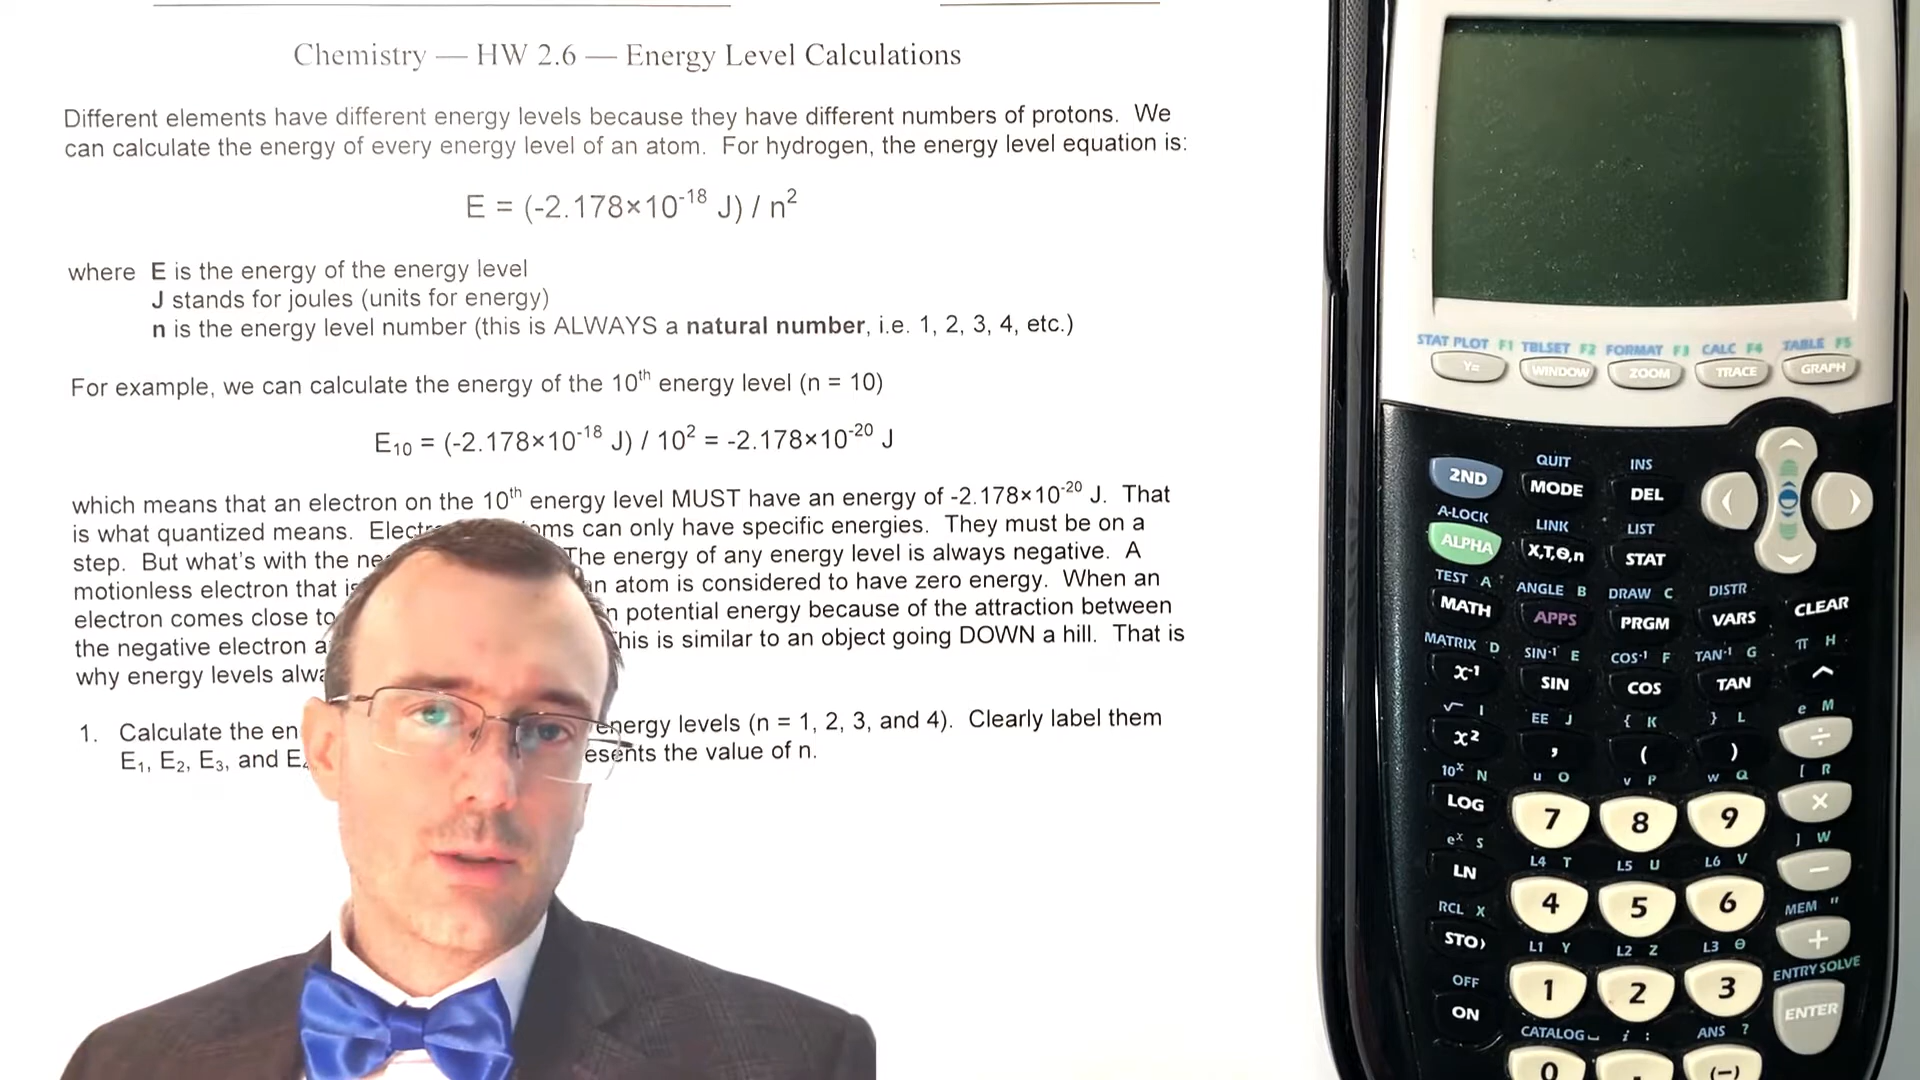 Chemistry — HW 2.6 — Energy Level Calculations
Different elements have different energy levels because they have different numbers of protons. We
can calculate the energy of every energy level of an atom. For hydrogen, the energy level equation is:
E = (-2.178×10⁻¹⁸ J) / n²
where E is the energy of the energy level
J stands for joules (units for energy)
n is the energy level number (this is ALWAYS a natural number, i.e. 1, 2, 3, 4, etc.)
For example, we can calculate the energy of the 10th energy level (n = 10)
E₁₀ = (-2.178×10⁻¹⁸ J) / 10² = -2.178×10⁻²⁰ J
which means that an electron on the 10th energy level MUST have an energy of -2.178×10⁻²⁰ J. That
is what quantized means. can only have specific energies. They must be on a
step. But what's with the The energy of any energy level is always negative. A
motionless electron that an atom is considered to have zero energy. When an
electron comes close to potential energy because of the attraction between
the negative electron This is similar to an object going DOWN a hill. That is
why energy levels
1. Calculate the energy levels (n = 1, 2, 3, and 4). Clearly label them
E₁, E₂, E₃, and the value of n.
STAT PLOT F1 TBLSET F2 FORMAT F3 CALC F4 TABLE F5
Y= WINDOW ZOOM TRACE GRAPH
QUIT INS
2ND MODE DEL
A-LOCK LINK LIST
ALPHA X,T,Θ,n STAT
TEST A ANGLE B DRAW C DISTR
MATH APPS PRGM VARS CLEAR
MATRIX D SIN⁻¹ E COS⁻¹ F TAN⁻¹ G π H
x⁻¹ SIN COS TAN ^
√ I EE J { K } L e M
x² , ( ) ÷
10ˣ N u O v P w Q [ R
LOG 7 8 9 ×
eˣ S L4 T L5 U L6 V ] W
LN 4 5 6 −
RCL X L1 Y L2 Z L3 Θ MEM "
STO› 1 2 3 +
OFF CATALOG i : ANS ? ENTRY SOLVE
ON 0 . (−) ENTER